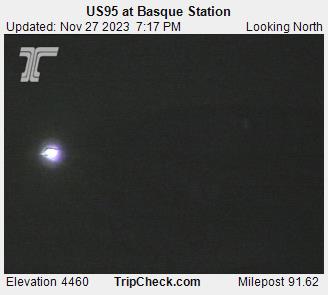 US95 at Basque Station
Updated: Nov 27 2023 7:17 PM Looking North
Elevation 4460 TripCheck.com Milepost 91.62